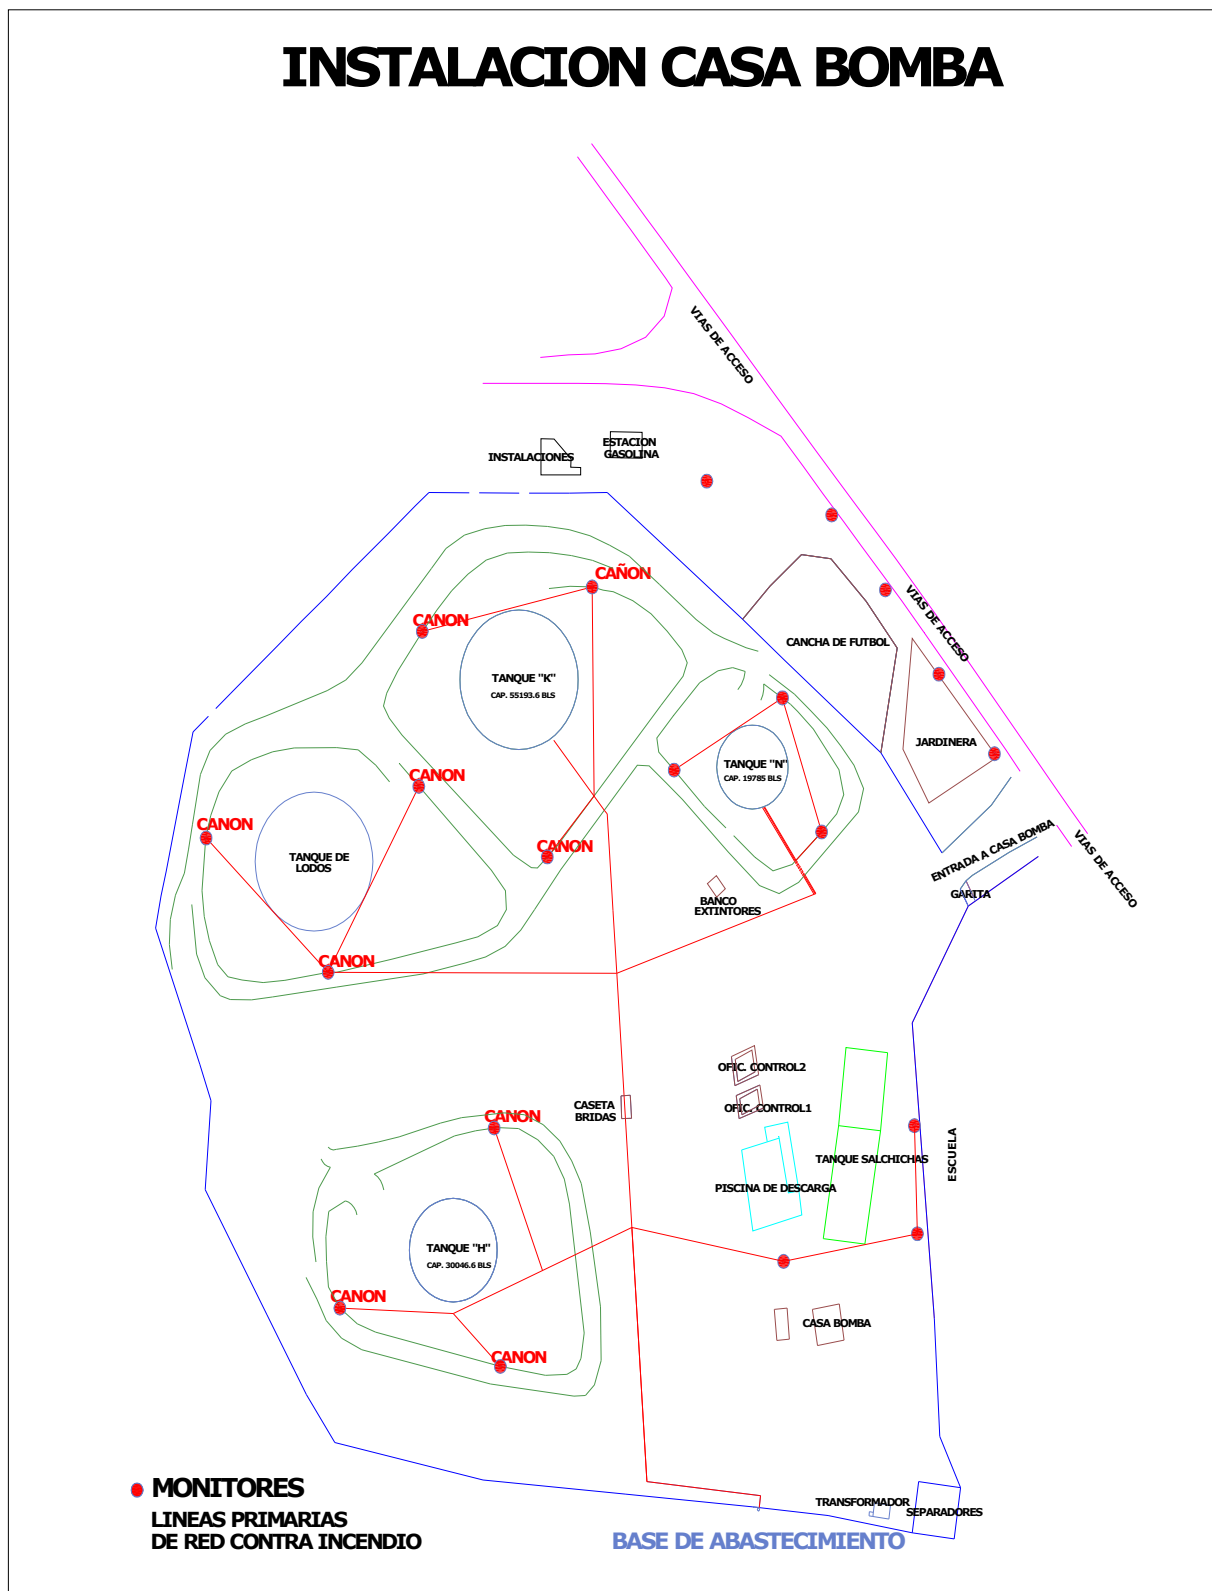 INSTALACION CASA BOMBA
VIAS DE ACCESO
ESTACION
GASOLINA
INSTALACIONES
CAÑON
CANON
VIAS DE ACCESO
CANCHA DE FUTBOL
TANQUE "K"
CAP. 55193.6 BLS
JARDINERA
TANQUE "N"
CAP. 19785 BLS
CANON
CANON
ENTRADA A CASA BOMBA
VIAS DE ACCESO
CANON
TANQUE DE
LODOS
GARITA
BANCO
EXTINTORES
CANON
OFIC. CONTROL2
OFIC. CONTROL1
CASETA
BRIDAS
CANON
ESCUELA
TANQUE SALCHICHAS
PISCINA DE DESCARGA
TANQUE "H"
CAP. 30046.6 BLS
CANON
CASA BOMBA
CANON
MONITORES
LINEAS PRIMARIAS
DE RED CONTRA INCENDIO
TRANSFORMADOR
SEPARADORES
BASE DE ABASTECIMIENTO